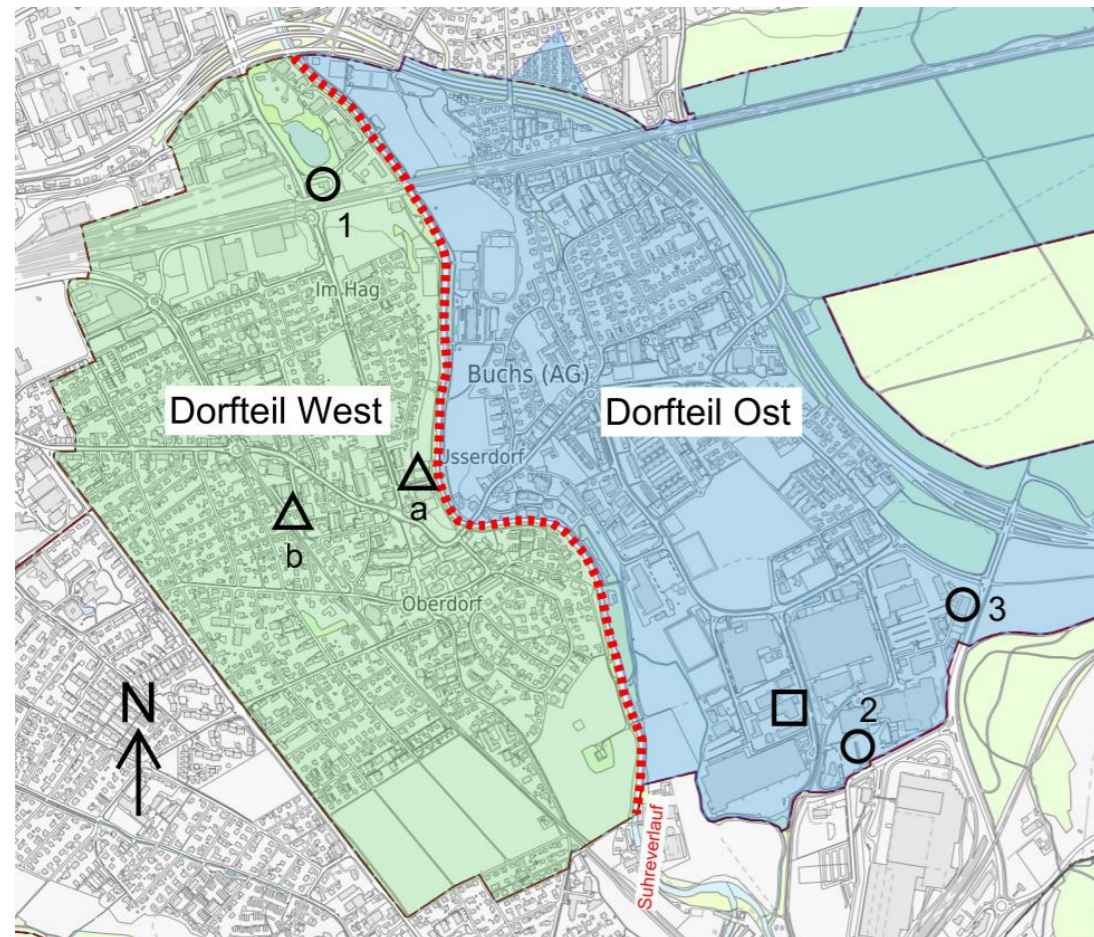 1
Im Hag
Buchs (AG)
Dorfteil West
Dorfteil Ost
Usserdorf
a
b
Oberdorf
3
N
2
Suhreverlauf